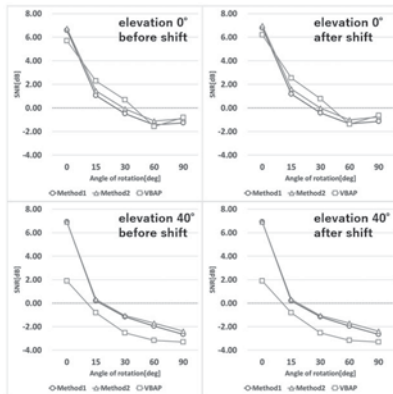 elevation 0°
before shift
8.00
6.00
4.00
2.00
0.00
-2.00
-4.00
SNR[dB]
0 15 30 60 90
Angle of rotation[deg]
Method1 Method2 VBAP
elevation 0°
after shift
8.00
6.00
4.00
2.00
0.00
-2.00
-4.00
SNR[dB]
0 15 30 60 90
Angle of rotation[deg]
Method1 Method2 VBAP
elevation 40°
before shift
8.00
6.00
4.00
2.00
0.00
-2.00
-4.00
SNR[dB]
0 15 30 60 90
Angle of rotation[deg]
Method1 Method2 VBAP
elevation 40°
after shift
8.00
6.00
4.00
2.00
0.00
-2.00
-4.00
SNR[dB]
0 15 30 60 90
Angle of rotation[deg]
Method1 Method2 VBAP